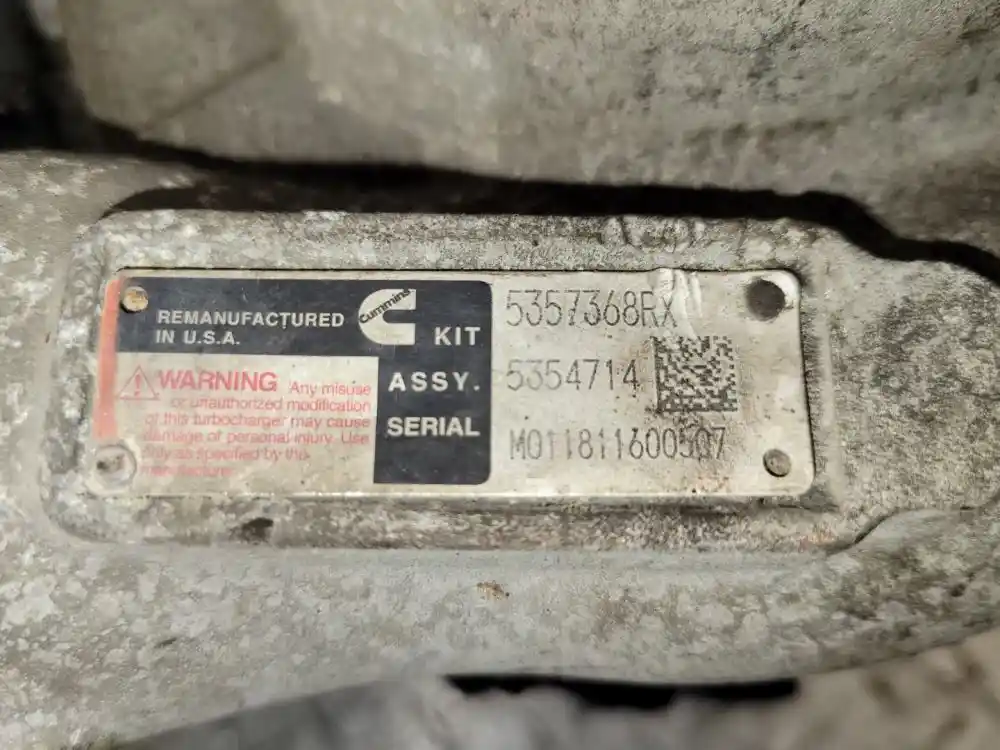 REMANUFACTURED
IN U.S.A.
cummins
KIT 5357368RX
WARNING Any misuse
or unauthorized modification
of this turbocharger may cause
damage of personal injury. Use
only as specified by the
manufacturer
ASSY. 5354714
SERIAL M011811600507